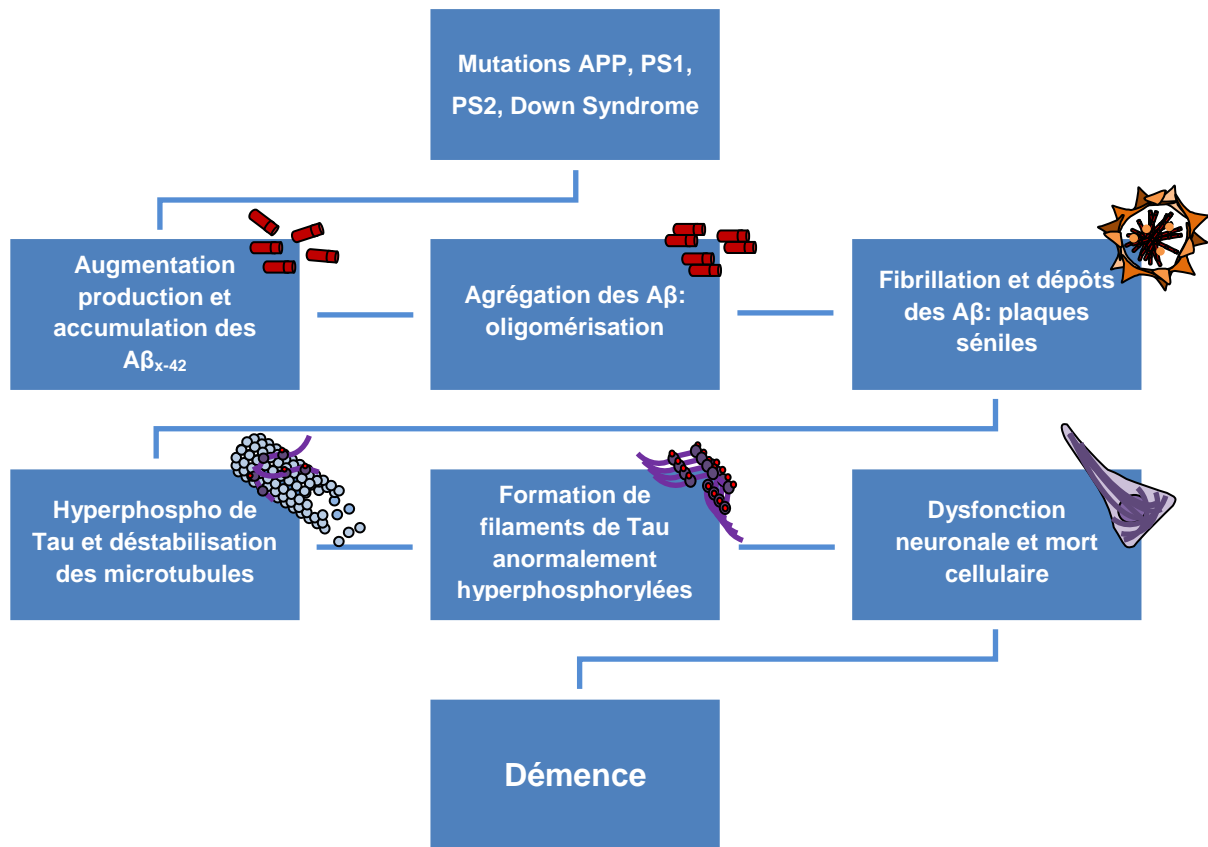 Mutations APP, PS1,
PS2, Down Syndrome
Augmentation
production et
accumulation des
Aβx-42
Agrégation des Aβ:
oligomérisation
Fibrillation et dépôts
des Aβ: plaques
séniles
Hyperphospho de
Tau et déstabilisation
des microtubules
Formation de
filaments de Tau
anormalement
hyperphosphorylées
Dysfonction
neuronale et mort
cellulaire
Démence